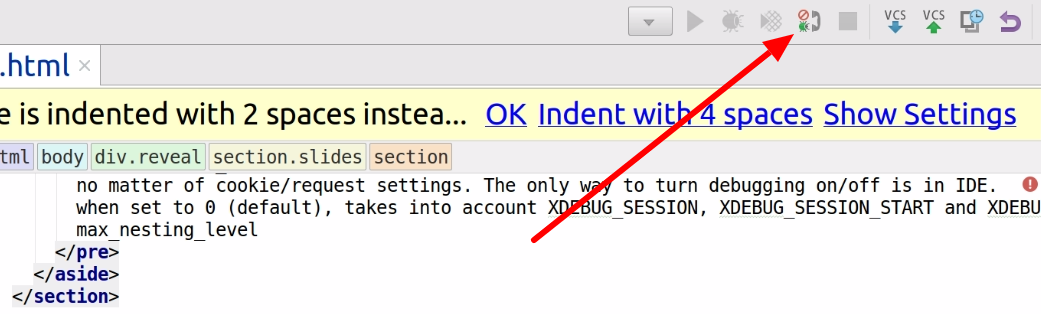 VCS VCS
.html
e is indented with 2 spaces instea... OK Indent with 4 spaces Show Settings
tml body div.reveal section.slides section
no matter of cookie/request settings. The only way to turn debugging on/off is in IDE.
when set to 0 (default), takes into account XDEBUG_SESSION, XDEBUG_SESSION_START and XDEBU
max_nesting_level
</pre>
</aside>
</section>